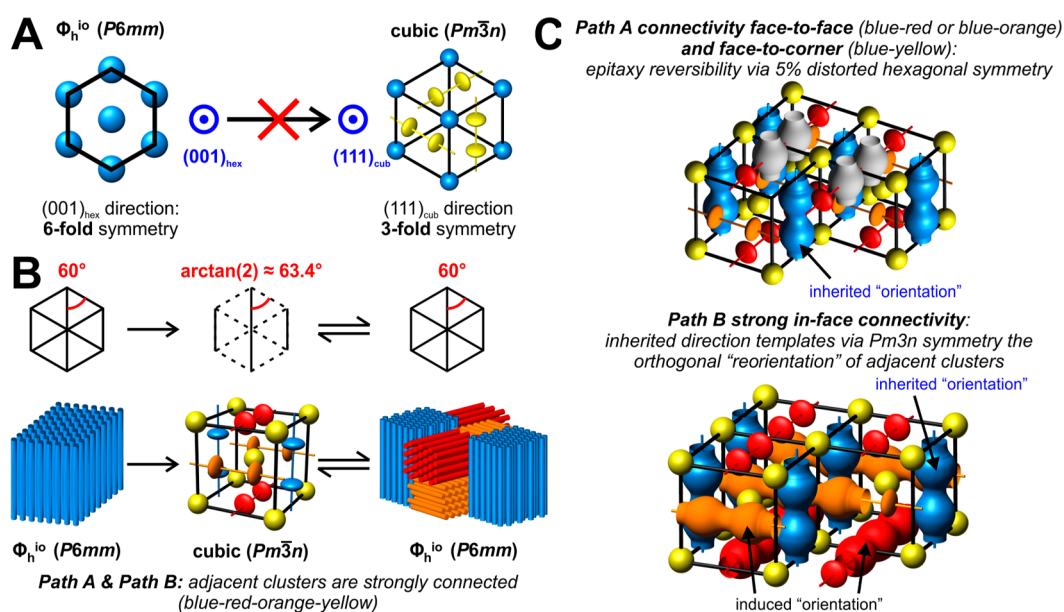 A
Φhⁱᵒ (P6mm)
cubic (Pm3̅n)
(001)hex
(111)cub
(001)hex direction:
6-fold symmetry
(111)cub direction
3-fold symmetry
B
60°
arctan(2) ≈ 63.4°
60°
Φhⁱᵒ (P6mm)
cubic (Pm3̅n)
Φhⁱᵒ (P6mm)
Path A & Path B: adjacent clusters are strongly connected
(blue-red-orange-yellow)
C
Path A connectivity face-to-face (blue-red or blue-orange)
and face-to-corner (blue-yellow):
epitaxy reversibility via 5% distorted hexagonal symmetry
inherited “orientation”
Path B strong in-face connectivity:
inherited direction templates via Pm3n symmetry the
orthogonal “reorientation” of adjacent clusters
inherited “orientation”
induced “orientation”